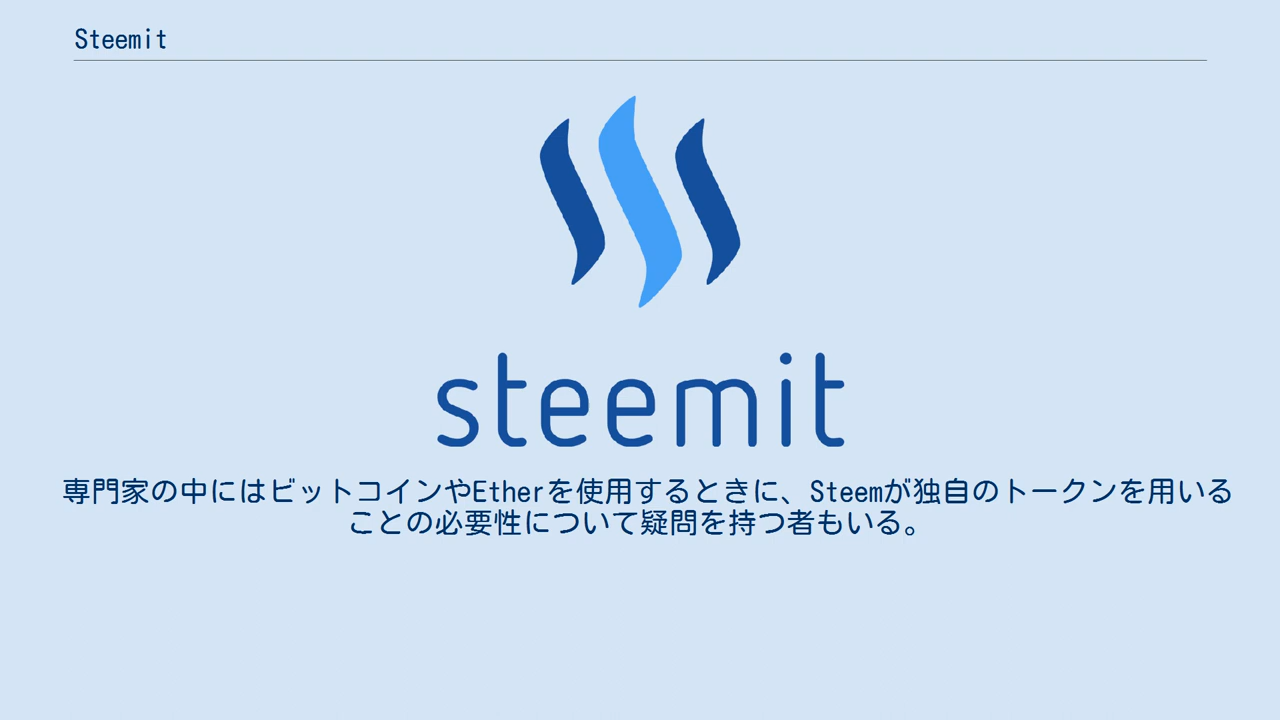 Steemit
steemit
専門家の中にはビットコインやEtherを使用するときに、Steemが独自のトークンを用いる
ことの必要性について疑問を持つ者もいる。